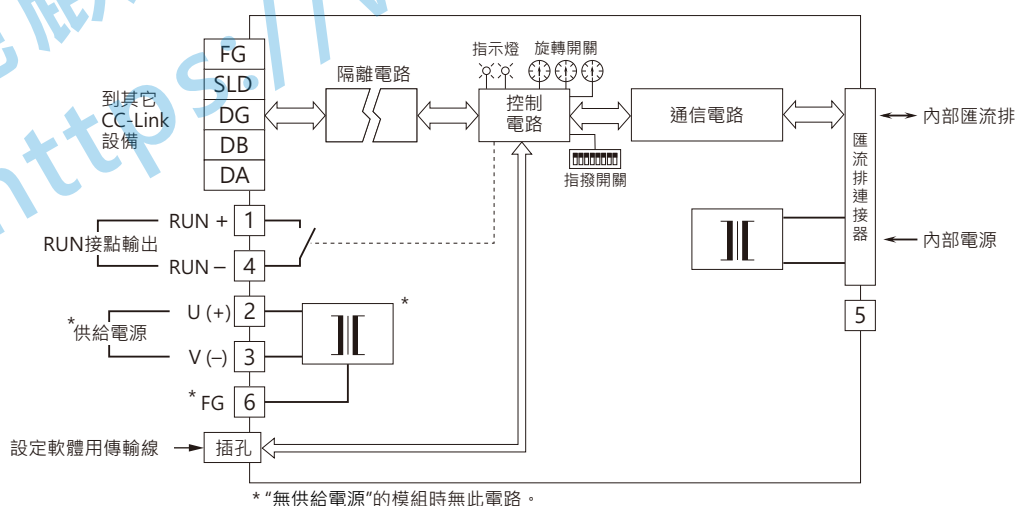 FG
SLD
DG
DB
DA
到其它
CC-Link
設備
隔離電路
指示燈
旋轉開關
控制
電路
指撥開關
通信電路
匯流排連接器
內部匯流排
內部電源
5
RUN接點輸出
RUN + 1
RUN – 4
*供給電源
U (+) 2
V (–) 3
* FG 6
*
設定軟體用傳輸線
插孔
* “無供給電源”的模組時無此電路。
https://